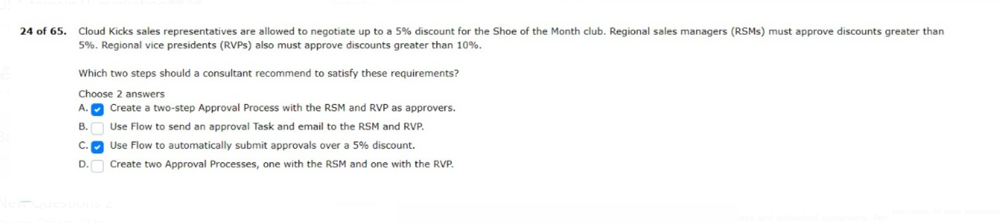 24 of 65. Cloud Kicks sales representatives are allowed to negotiate up to a 5% discount for the Shoe of the Month club. Regional sales managers (RSMs) must approve discounts greater than
5%. Regional vice presidents (RVPs) also must approve discounts greater than 10%.
Which two steps should a consultant recommend to satisfy these requirements?
Choose 2 answers
A. Create a two-step Approval Process with the RSM and RVP as approvers.
B. Use Flow to send an approval Task and email to the RSM and RVP.
C. Use Flow to automatically submit approvals over a 5% discount.
D. Create two Approval Processes, one with the RSM and one with the RVP.